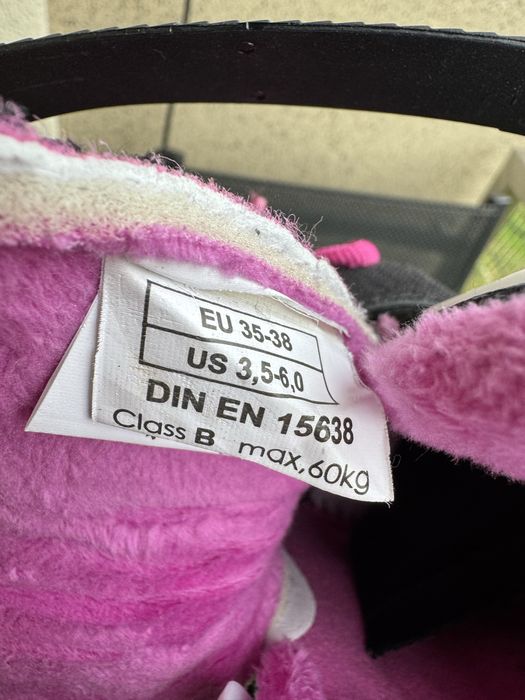 EU 35-38
US 3,5-6,0
DIN EN 15638
Class B max,60kg